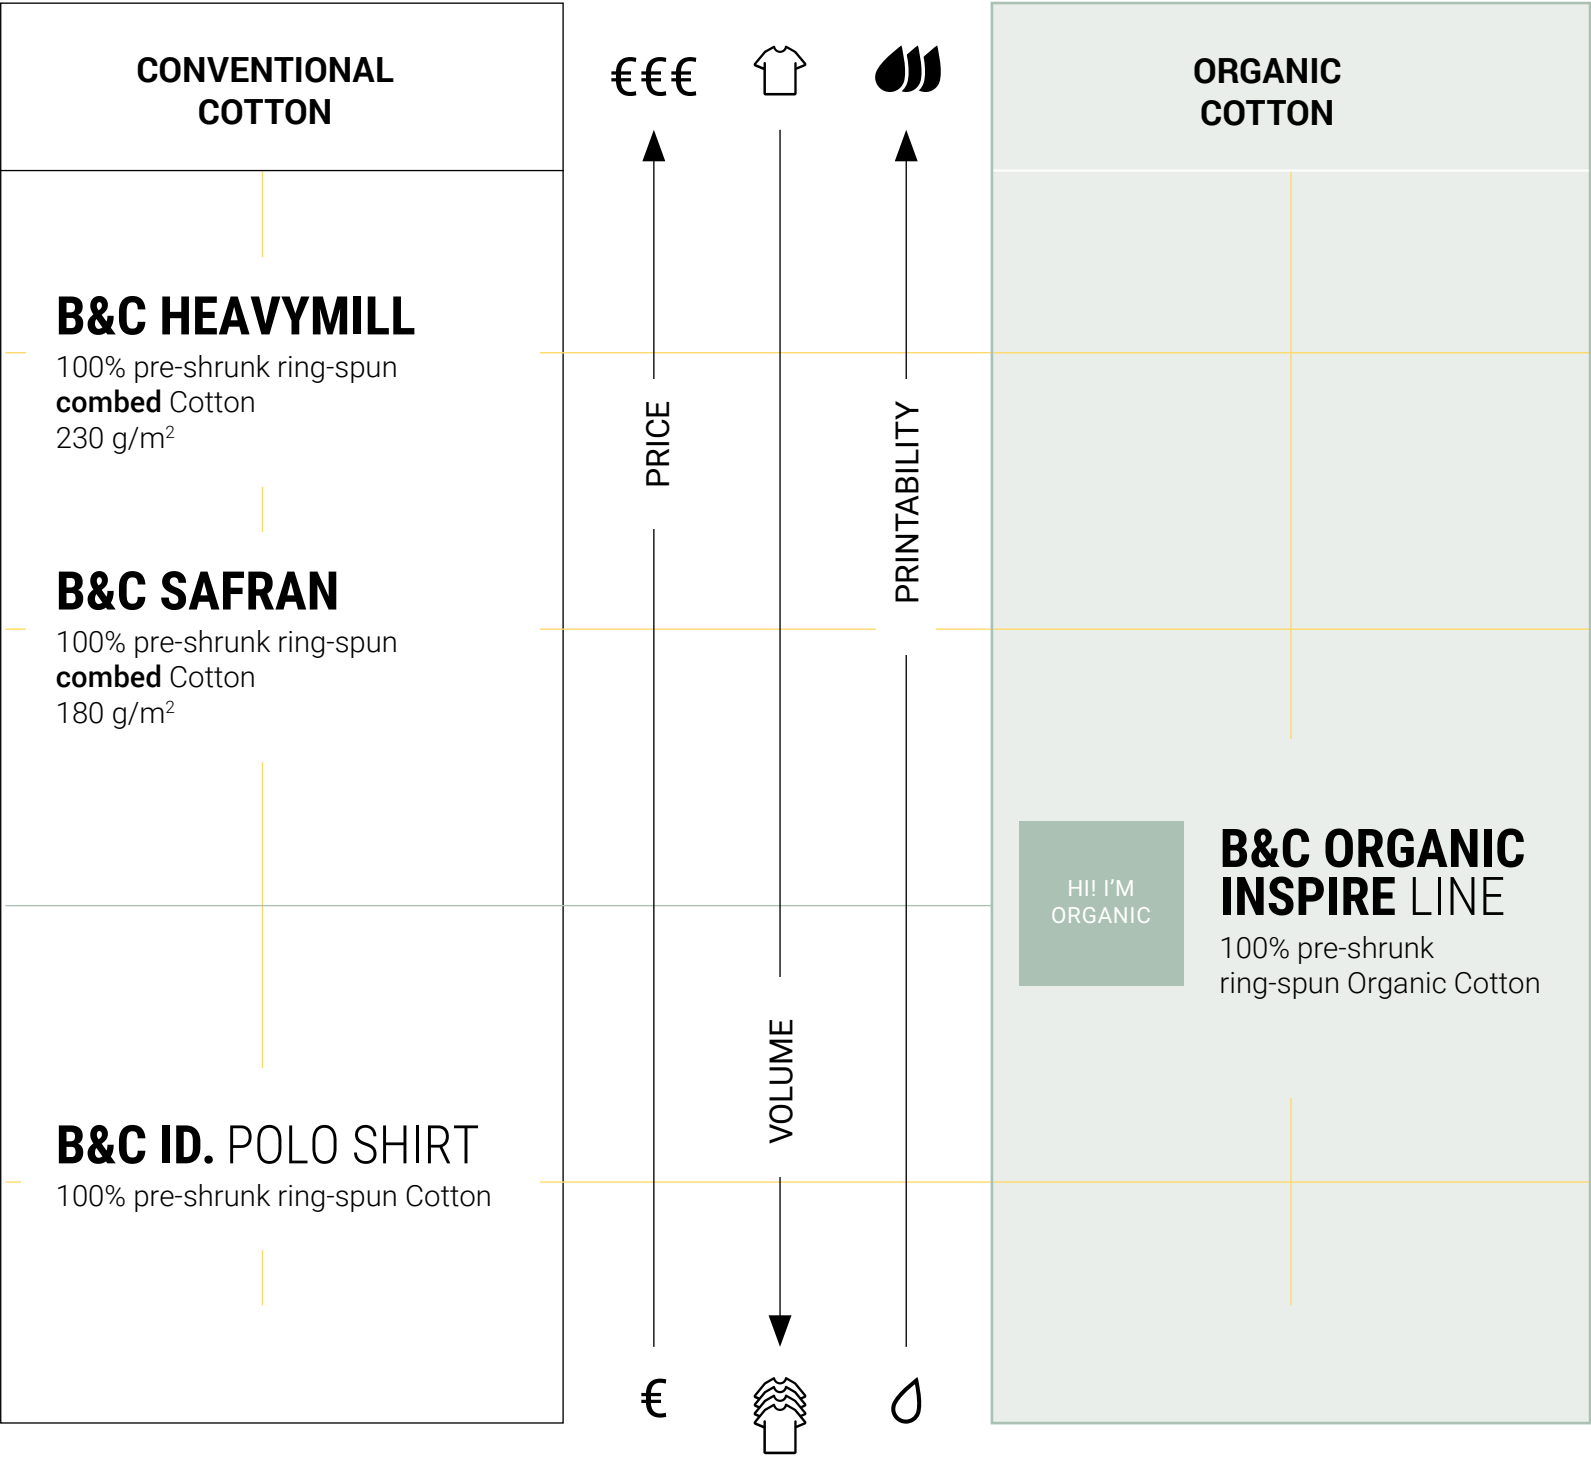 CONVENTIONAL
COTTON
€€€
ORGANIC
COTTON
B&C HEAVYMILL
100% pre-shrunk ring-spun
combed Cotton
230 g/m²
PRICE
PRINTABILITY
B&C SAFRAN
100% pre-shrunk ring-spun
combed Cotton
180 g/m²
HI! I’M
ORGANIC
B&C ORGANIC
INSPIRE LINE
100% pre-shrunk
ring-spun Organic Cotton
VOLUME
B&C ID. POLO SHIRT
100% pre-shrunk ring-spun Cotton
€